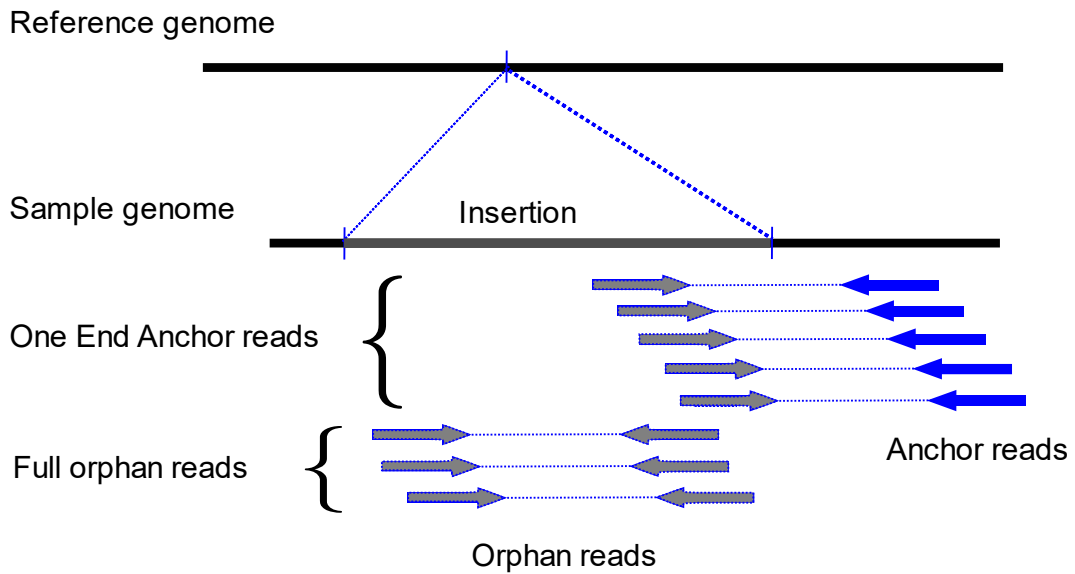 Reference genome
Sample genome
Insertion
One End Anchor reads
Anchor reads
Full orphan reads
Orphan reads